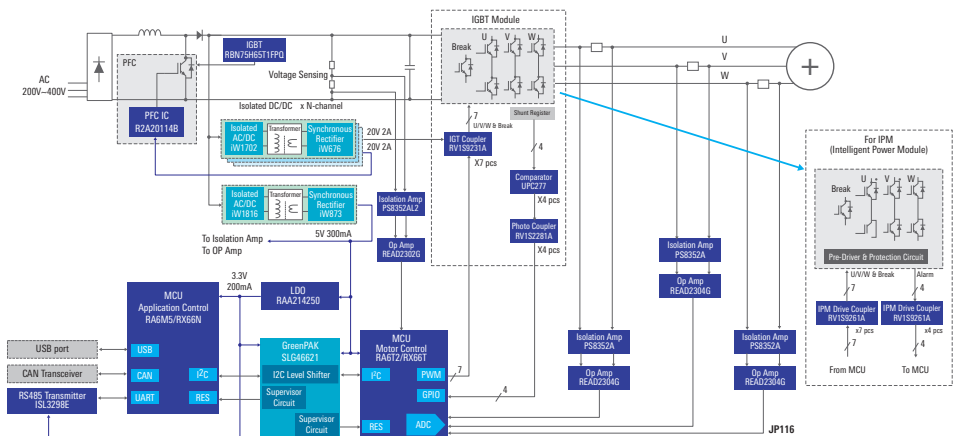 IGBT Module
IGBT
RBN75H65T1FPQ
PFC
AC
200V~400V
PFC IC
R2A20114B
Voltage Sensing
U V W
Break
U
V
W
Isolated DC/DC x N-channel
Isolated
AC/DC
iW1702
Transformer
Synchronous
Rectifier
iW676
20V 2A
20V 2A
7
U/V/W & Break
IGT Coupler
RV1S9231A
X7 pcs
Shunt Register
4
Comparator
UPC277
X4 pcs
Photo Coupler
RV1S2281A
X4 pcs
Isolated
AC/DC
iW1816
Transformer
Synchronous
Rectifier
iW873
5V 300mA
To Isolation Amp
To OP Amp
Isolation Amp
PS8352AL2
Op Amp
READ2302G
For IPM
(Intelligent Power Module)
U V W
Break
Pre-Driver & Protection Circuit
U/V/W & Break
Alarm
7
4
IPM Drive Coupler
RV1S9261A
IPM Drive Coupler
RV1S9261A
x7 pcs
x4 pcs
7
4
From MCU
To MCU
Isolation Amp
PS8352A
Op Amp
READ2304G
Isolation Amp
PS8352A
Op Amp
READ2304G
Isolation Amp
PS8352A
Op Amp
READ2304G
3.3V
200mA
LDO
RAA214250
MCU
Application Control
RA6M5/RX66N
USB
CAN
UART
I²C
RES
USB port
CAN Transceiver
RS485 Transmitter
ISL3298E
GreenPAK
SLG46621
I2C Level Shifter
Supervisor
Circuit
Supervisor
Circuit
MCU
Motor Control
RA6T2/RX66T
I²C
PWM
GPIO
RES
ADC
7
4
JP116